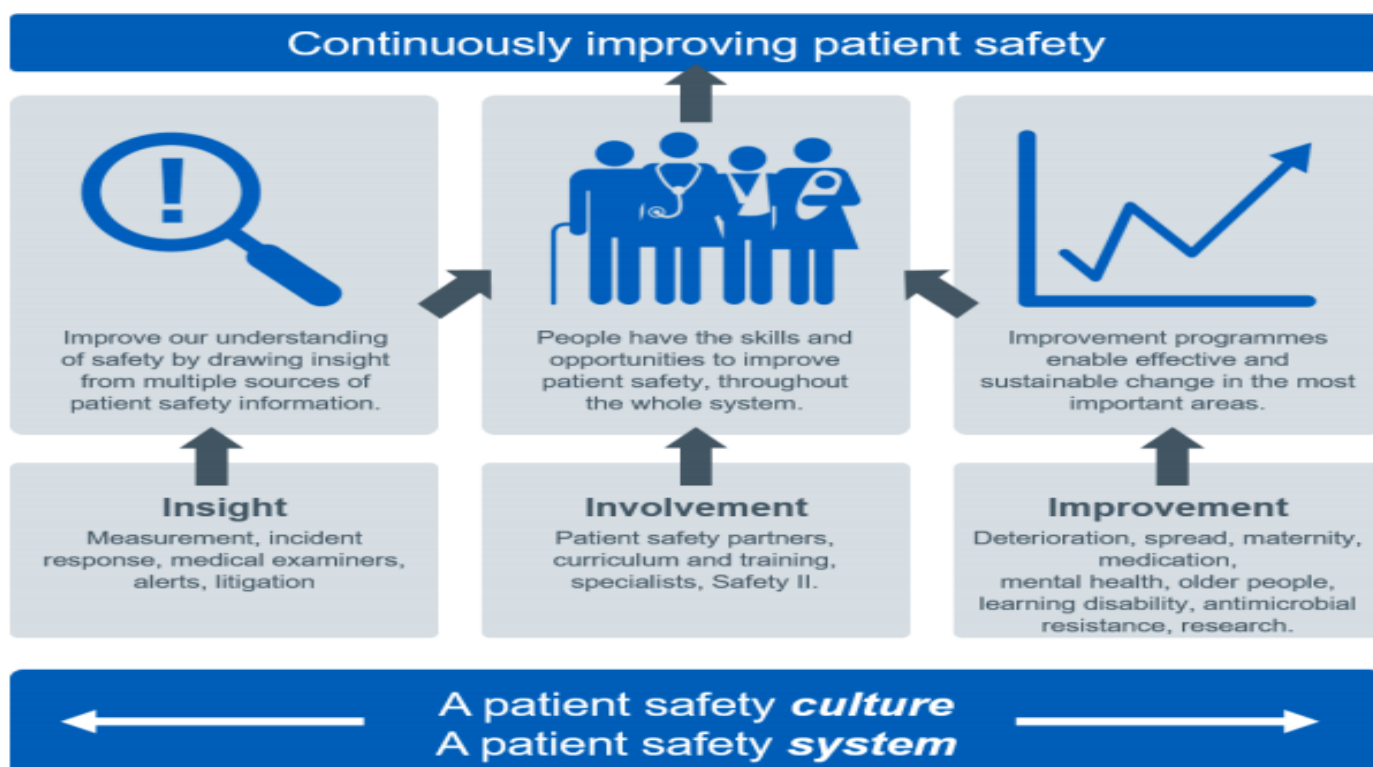 Continuously improving patient safety
!
Improve our understanding
of safety by drawing insight
from multiple sources of
patient safety information.
People have the skills and
opportunities to improve
patient safety, throughout
the whole system.
Improvement programmes
enable effective and
sustainable change in the most
important areas.
Insight
Measurement, incident
response, medical examiners,
alerts, litigation
Involvement
Patient safety partners,
curriculum and training,
specialists, Safety II.
Improvement
Deterioration, spread, maternity,
medication,
mental health, older people,
learning disability, antimicrobial
resistance, research.
A patient safety culture
A patient safety system